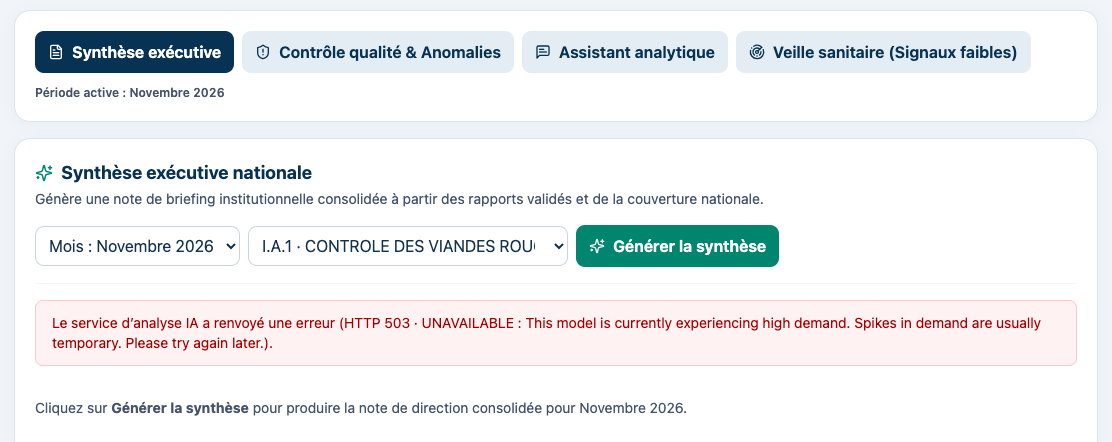 Synthèse exécutive
Contrôle qualité & Anomalies
Assistant analytique
Veille sanitaire (Signaux faibles)
Période active : Novembre 2026
Synthèse exécutive nationale
Génère une note de briefing institutionnelle consolidée à partir des rapports validés et de la couverture nationale.
Mois : Novembre 2026
I.A.1 · CONTROLE DES VIANDES ROU
Générer la synthèse
Le service d’analyse IA a renvoyé une erreur (HTTP 503 · UNAVAILABLE : This model is currently experiencing high demand. Spikes in demand are usually
temporary. Please try again later.).
Cliquez sur Générer la synthèse pour produire la note de direction consolidée pour Novembre 2026.